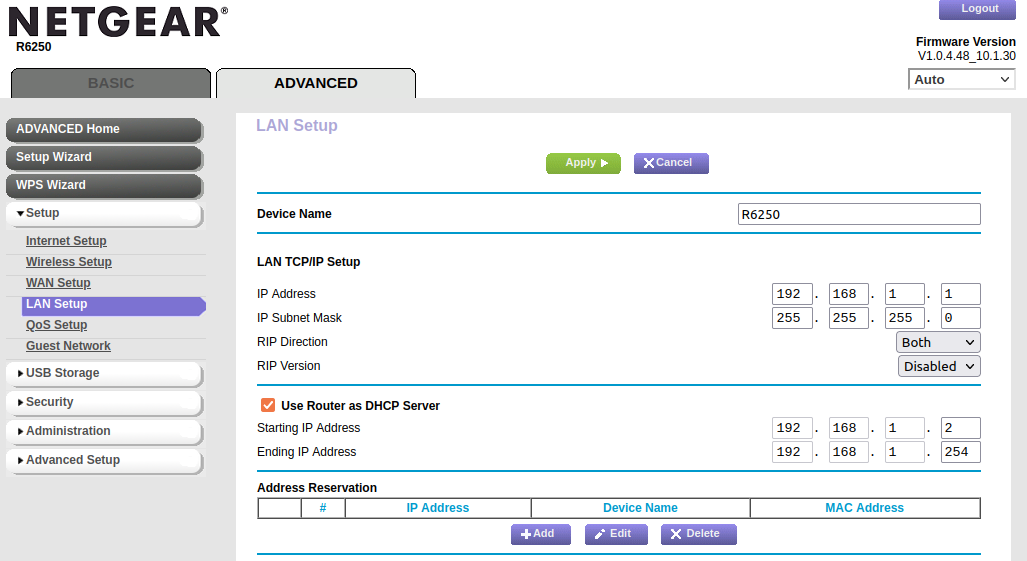 NETGEAR®
R6250
Logout
Firmware Version
V1.0.4.48_10.1.30
Auto
BASIC
ADVANCED
ADVANCED Home
Setup Wizard
WPS Wizard
Setup
Internet Setup
Wireless Setup
WAN Setup
LAN Setup
QoS Setup
Guest Network
USB Storage
Security
Administration
Advanced Setup
LAN Setup
Apply
Cancel
Device Name R6250
LAN TCP/IP Setup
IP Address 192 . 168 . 1 . 1
IP Subnet Mask 255 . 255 . 255 . 0
RIP Direction Both
RIP Version Disabled
Use Router as DHCP Server
Starting IP Address 192 . 168 . 1 . 2
Ending IP Address 192 . 168 . 1 . 254
Address Reservation
# IP Address Device Name MAC Address
Add Edit Delete